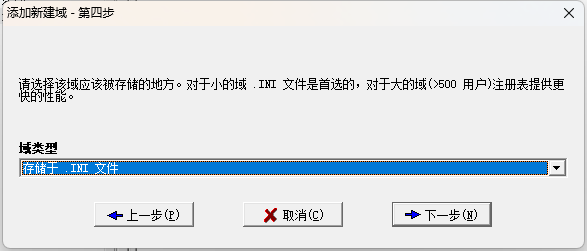 添加新建域 - 第四步
请选择该域应该被存储的地方。对于小的域 .INI 文件是首选的，对于大的域(>500 用户)注册表提供更
快的性能。
域类型
存储于 .INI 文件
上一步(P)
取消(C)
下一步(N)